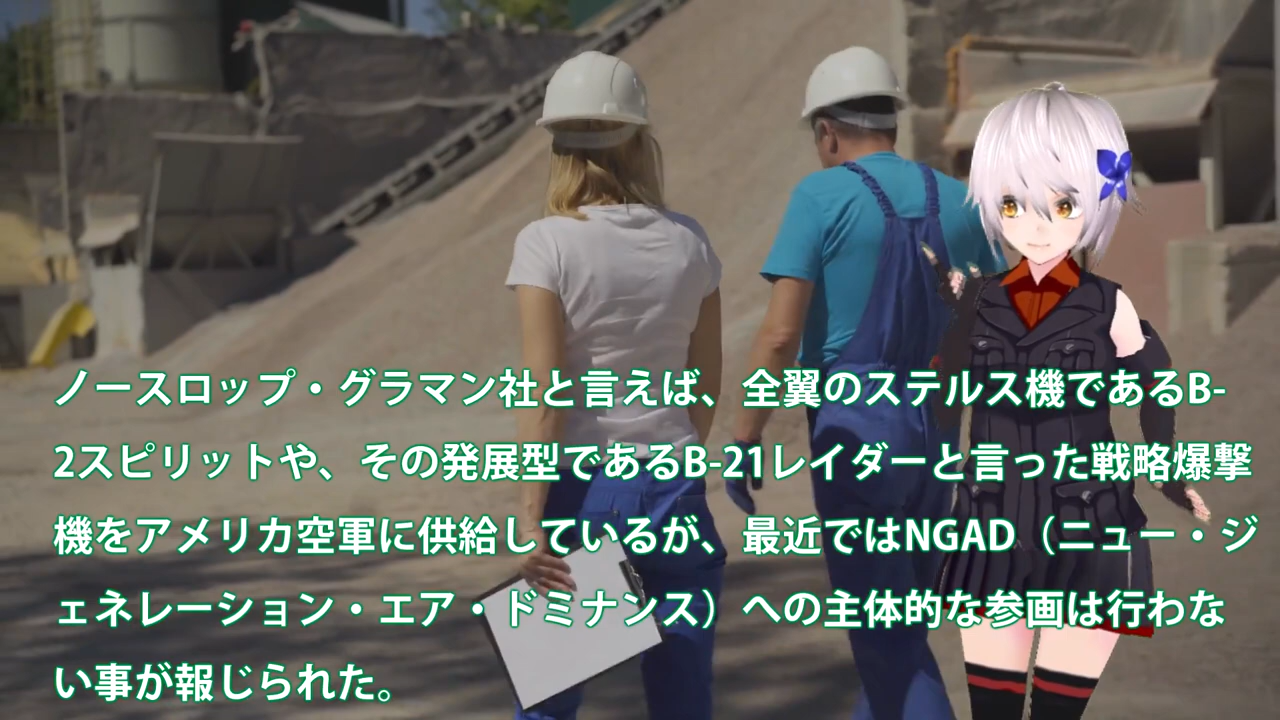 ノースロップ・グラマン社と言えば、全翼のステルス機であるB-
2スピリットや、その発展型であるB-21レイダーと言った戦略爆撃
機をアメリカ空軍に供給しているが、最近ではNGAD（ニュー・ジ
ェネレーション・エア・ドミナンス）への主体的な参画は行わな
い事が報じられた。